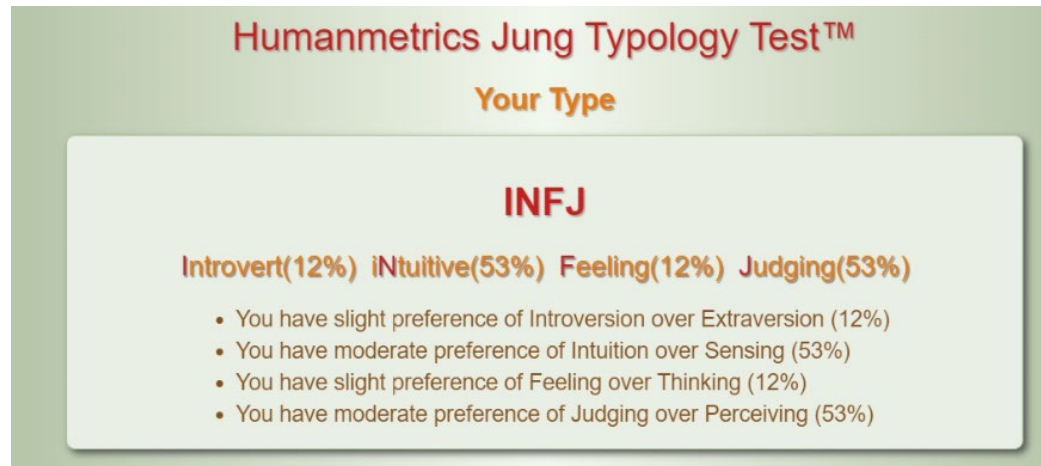 Humanmetrics Jung Typology Test™
Your Type
INFJ
Introvert(12%) iNtuitive(53%) Feeling(12%) Judging(53%)
• You have slight preference of Introversion over Extraversion (12%)
• You have moderate preference of Intuition over Sensing (53%)
• You have slight preference of Feeling over Thinking (12%)
• You have moderate preference of Judging over Perceiving (53%)